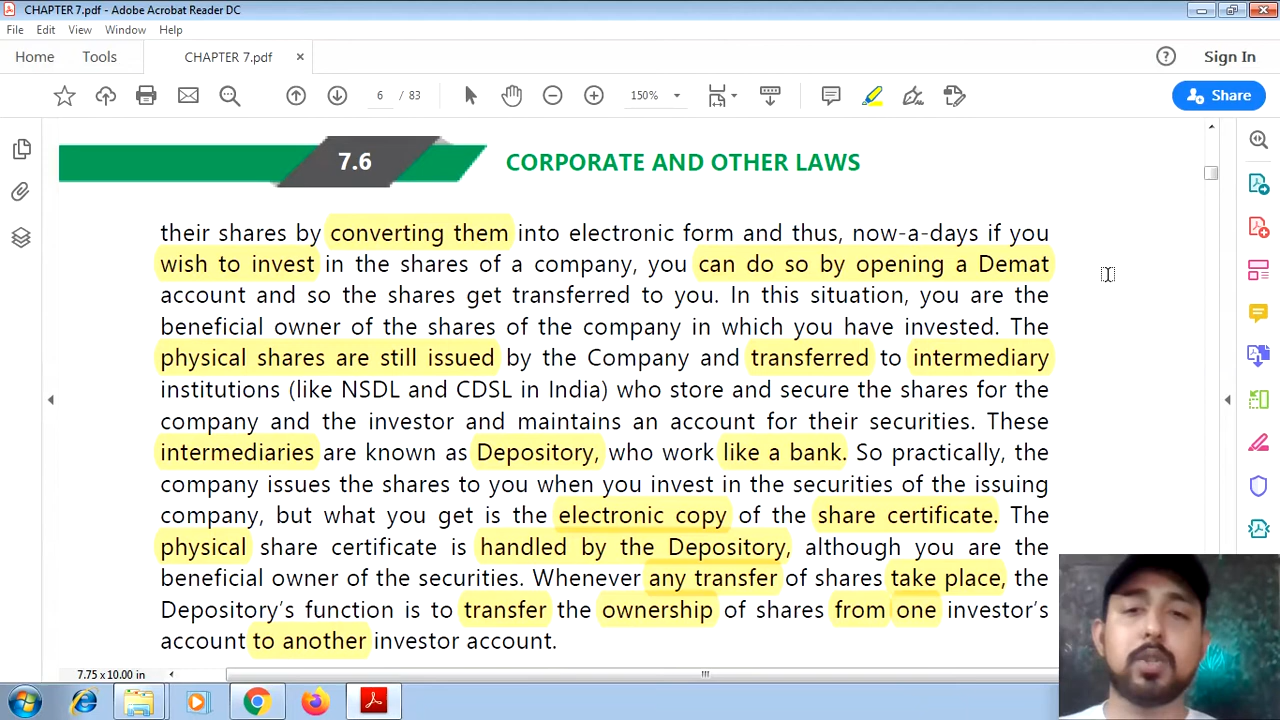 CHAPTER 7.pdf - Adobe Acrobat Reader DC
File Edit View Window Help
Home Tools CHAPTER 7.pdf × Sign In
6 / 83 150% Share
7.6 CORPORATE AND OTHER LAWS
their shares by converting them into electronic form and thus, now-a-days if you
wish to invest in the shares of a company, you can do so by opening a Demat
account and so the shares get transferred to you. In this situation, you are the
beneficial owner of the shares of the company in which you have invested. The
physical shares are still issued by the Company and transferred to intermediary
institutions (like NSDL and CDSL in India) who store and secure the shares for the
company and the investor and maintains an account for their securities. These
intermediaries are known as Depository, who work like a bank. So practically, the
company issues the shares to you when you invest in the securities of the issuing
company, but what you get is the electronic copy of the share certificate. The
physical share certificate is handled by the Depository, although you are the
beneficial owner of the securities. Whenever any transfer of shares take place, the
Depository's function is to transfer the ownership of shares from one investor's
account to another investor account.
7.75 x 10.00 in